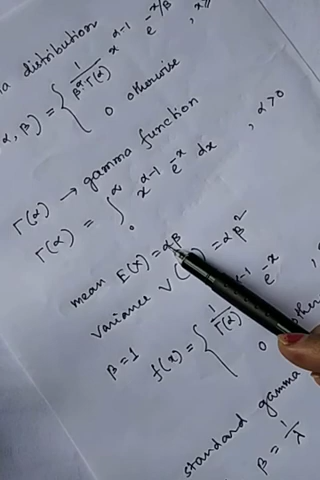 distribution
α, β) = { 1/(β^α Γ(α)) x^(α-1) e^(-x/β) , x
0 otherwise
Γ(α) → gamma function
Γ(α) = ∫₀^∞ x^(α-1) e^(-x) dx , α > 0
mean E(X) = αβ
Variance V( ) = αβ²
β = 1
f(x) = { 1/Γ(α) e^(-x)
0
standard gamma
β = 1/λ